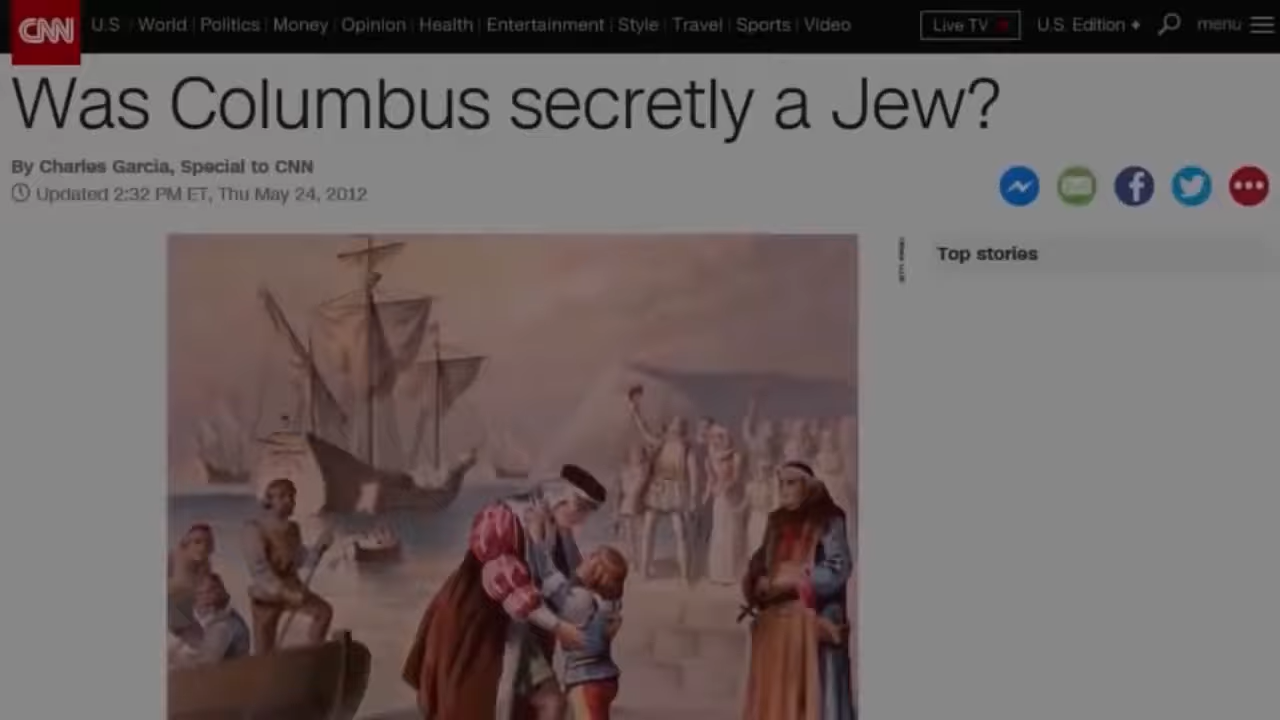 CNN U.S World Politics Money Opinion Health Entertainment Style Travel Sports Video Live TV U.S. Edition menu
Was Columbus secretly a Jew?
By Charles Garcia, Special to CNN
Updated 2:32 PM ET, Thu May 24, 2012
Top stories